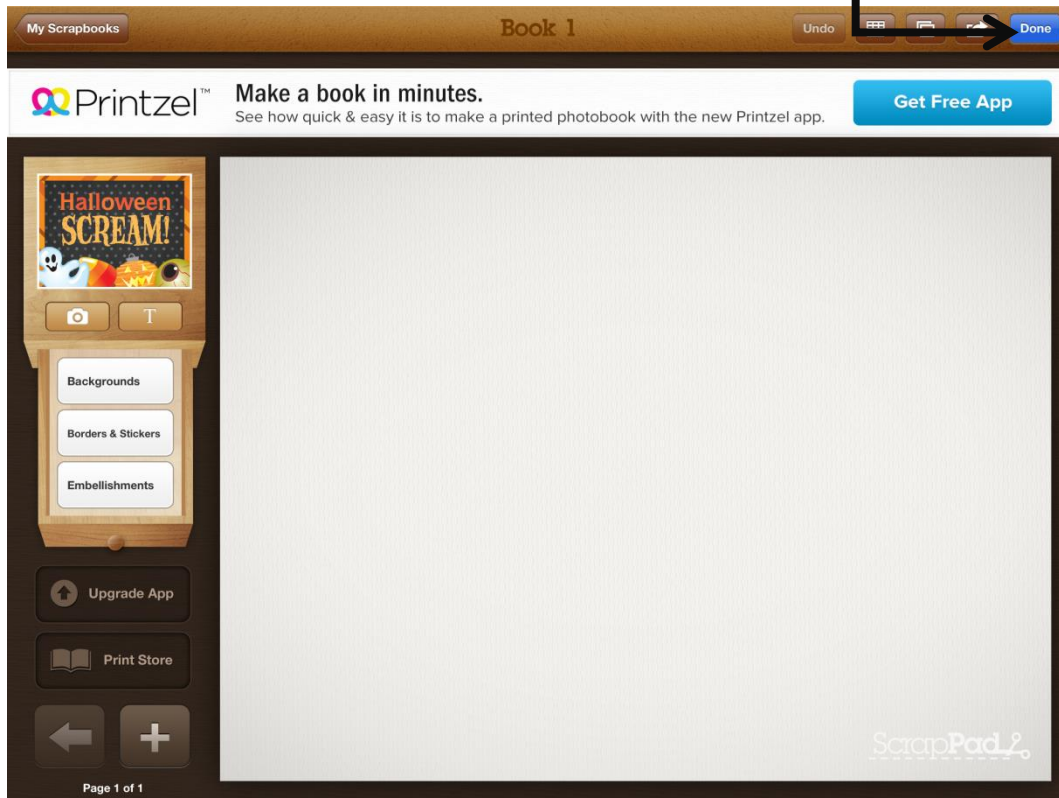 My Scrapbooks
Book 1
Undo
Done
Printzel™
Make a book in minutes.
See how quick & easy it is to make a printed photobook with the new Printzel app.
Get Free App
Halloween
SCREAM!
T
Backgrounds
Borders & Stickers
Embellishments
Upgrade App
Print Store
Page 1 of 1
ScrapPad